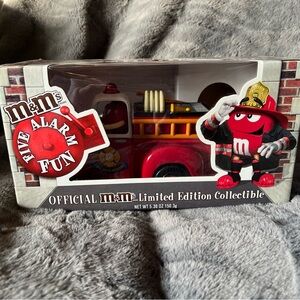 m&m's
FIVE ALARM
FUN
OFFICIAL m&m's Limited Edition Collectible
NET WT 5.30 OZ 150.3g